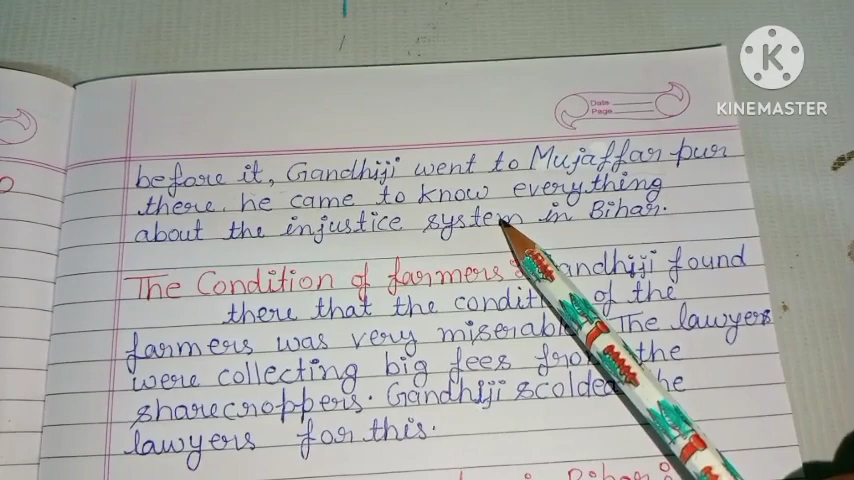 KINEMASTER
Date
Page
before it, Gandhiji went to Mujaffarpur
there he came to know everything
about the injustice system in Bihar.
The Condition of farmers : Gandhiji found
there that the condition of the
farmers was very miserable. The lawyers
were collecting big fees from the
sharecroppers. Gandhiji scolded the
lawyers for this.